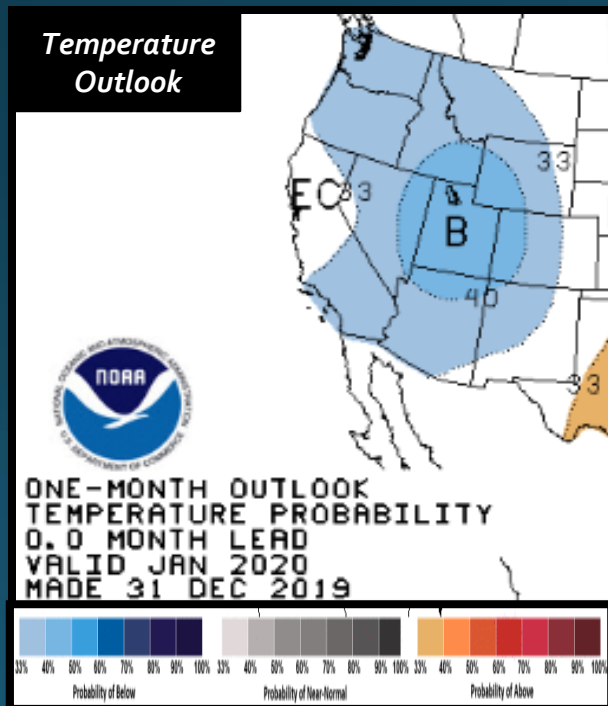 Temperature
Outlook
33
EC 33
B
40
33
NATIONAL OCEANIC AND ATMOSPHERIC ADMINISTRATION
NOAA
U.S. DEPARTMENT OF COMMERCE
ONE-MONTH OUTLOOK
TEMPERATURE PROBABILITY
0.0 MONTH LEAD
VALID JAN 2020
MADE 31 DEC 2019
33% 40% 50% 60% 70% 80% 90% 100% 33% 40% 50% 60% 70% 80% 90% 100% 33% 40% 50% 60% 70% 80% 90% 100%
Probability of Below Probability of Near-Normal Probability of Above